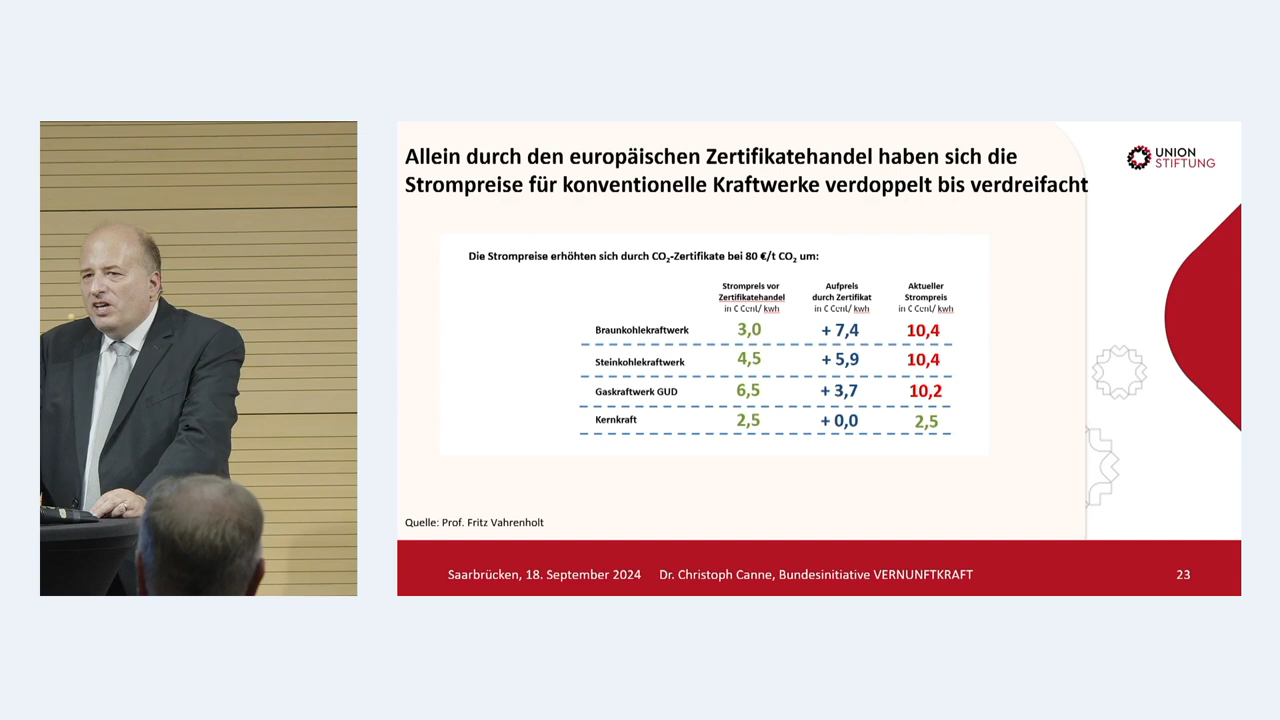 Allein durch den europäischen Zertifikatehandel haben sich die
Strompreise für konventionelle Kraftwerke verdoppelt bis verdreifacht
UNION
STIFTUNG
Die Strompreise erhöhten sich durch CO₂-Zertifikate bei 80 €/t CO₂ um:
Strompreis vor Aufpreis Aktueller
Zertifikatehandel durch Zertifikat Strompreis
in € Cent/ kwh in € Cent/ kwh in € Cent/ kwh
Braunkohlekraftwerk 3,0 + 7,4 10,4
Steinkohlekraftwerk 4,5 + 5,9 10,4
Gaskraftwerk GUD 6,5 + 3,7 10,2
Kernkraft 2,5 + 0,0 2,5
Quelle: Prof. Fritz Vahrenholt
Saarbrücken, 18. September 2024 Dr. Christoph Canne, Bundesinitiative VERNUNFTKRAFT 23